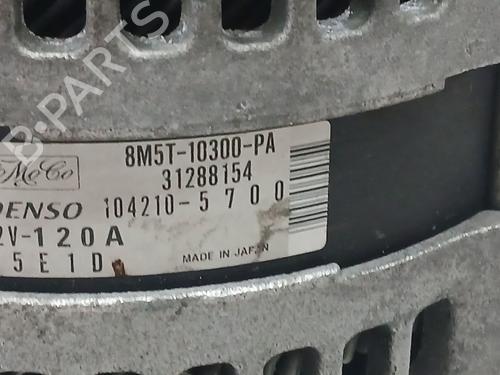 B-PARTS
8M5T-10300-PA
MoCo
31288154
DENSO 104210-5700
2V-120A
5E1D
MADE IN JAPAN